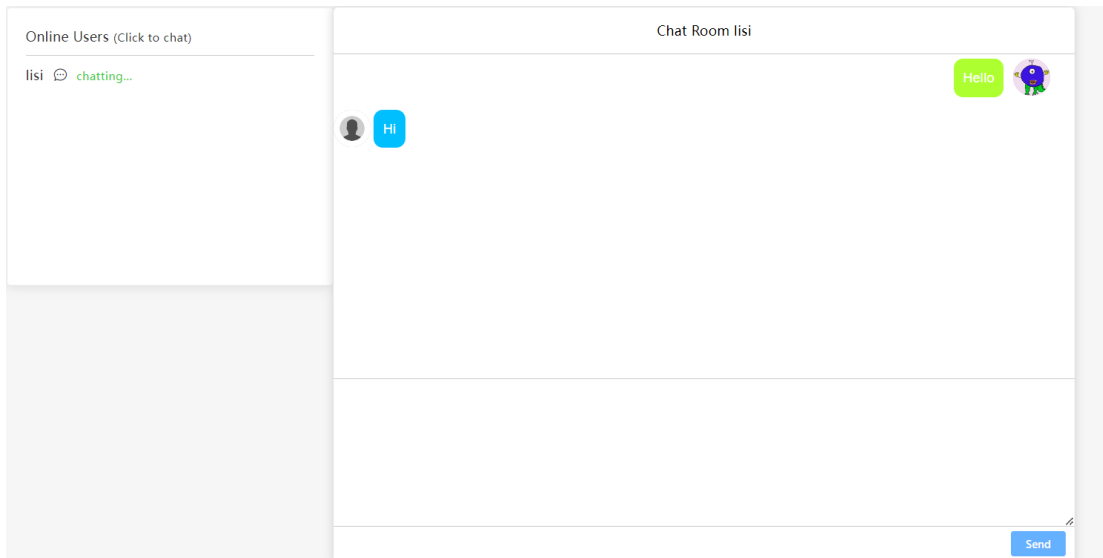 Online Users (Click to chat)
lisi chatting...
Chat Room lisi
Hello
Hi
Send